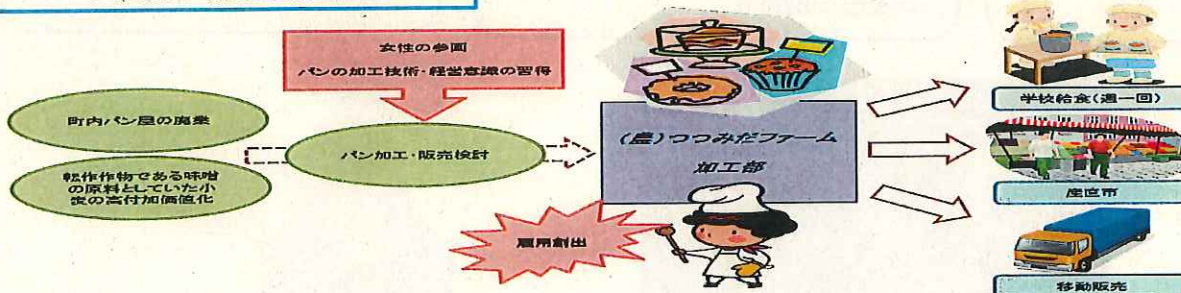 女性の参画
パンの加工技術・経営意識の習得
町内パン屋の廃業
転作作物である味噌
の原料としていた小
麦の高付加価値化
パン加工・販売検討
(農)つつみだファーム
加工部
雇用創出
学校給食(週一回)
産直市
移動販売